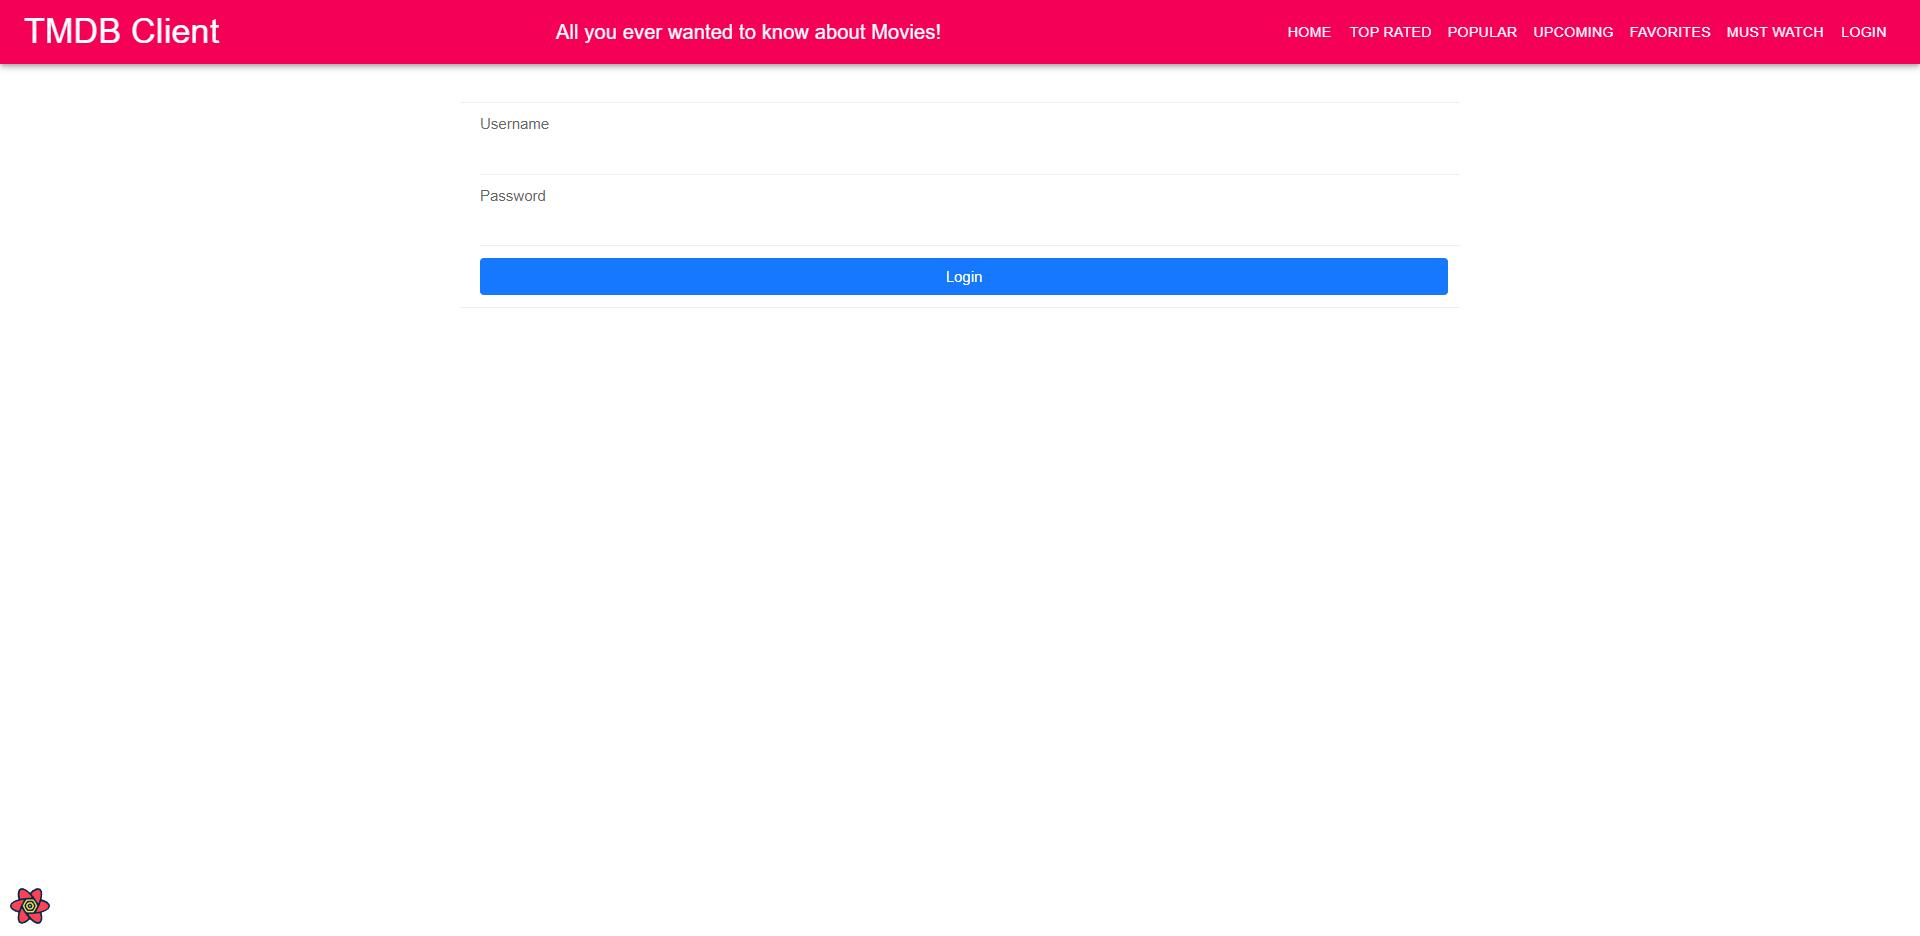 TMDB Client
All you ever wanted to know about Movies!
HOME TOP RATED POPULAR UPCOMING FAVORITES MUST WATCH LOGIN
Username
Password
Login